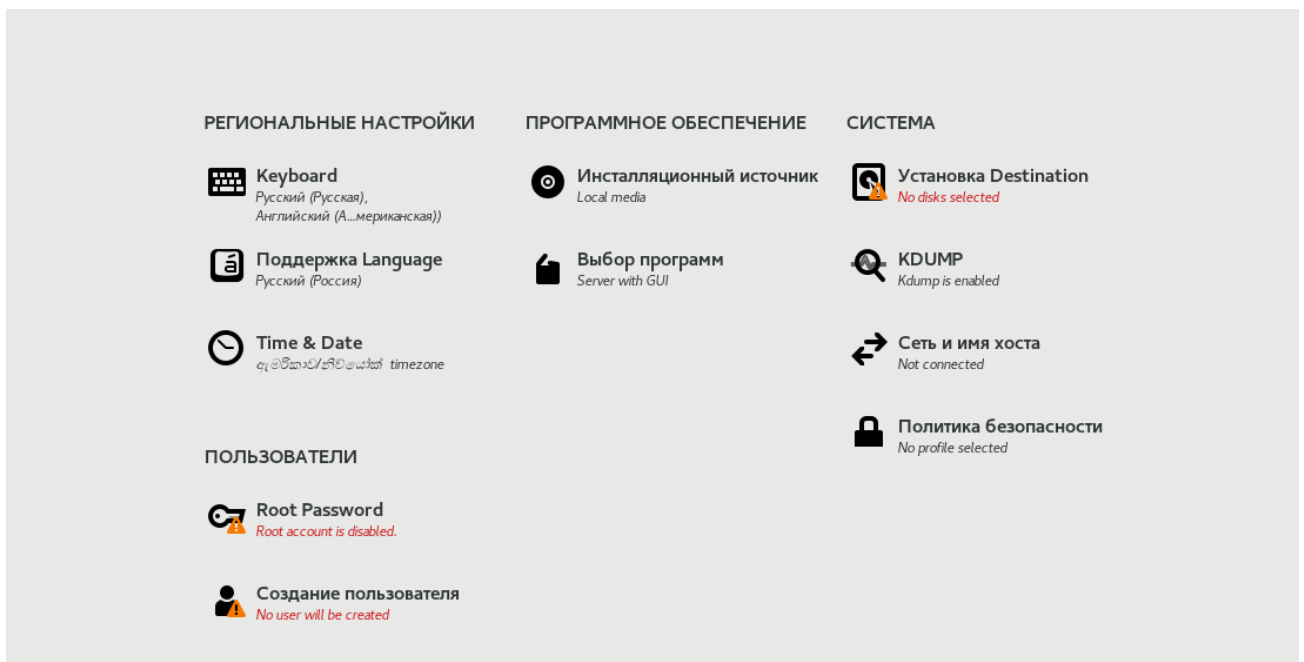 РЕГИОНАЛЬНЫЕ НАСТРОЙКИ
Keyboard
Русский (Русская),
Английский (А...мериканская))
Поддержка Language
Русский (Россия)
Time & Date
ඇමරිකාව/නිව්යෝක් timezone
ПРОГРАММНОЕ ОБЕСПЕЧЕНИЕ
Инсталляционный источник
Local media
Выбор программ
Server with GUI
СИСТЕМА
Установка Destination
No disks selected
KDUMP
Kdump is enabled
Сеть и имя хоста
Not connected
Политика безопасности
No profile selected
ПОЛЬЗОВАТЕЛИ
Root Password
Root account is disabled.
Создание пользователя
No user will be created